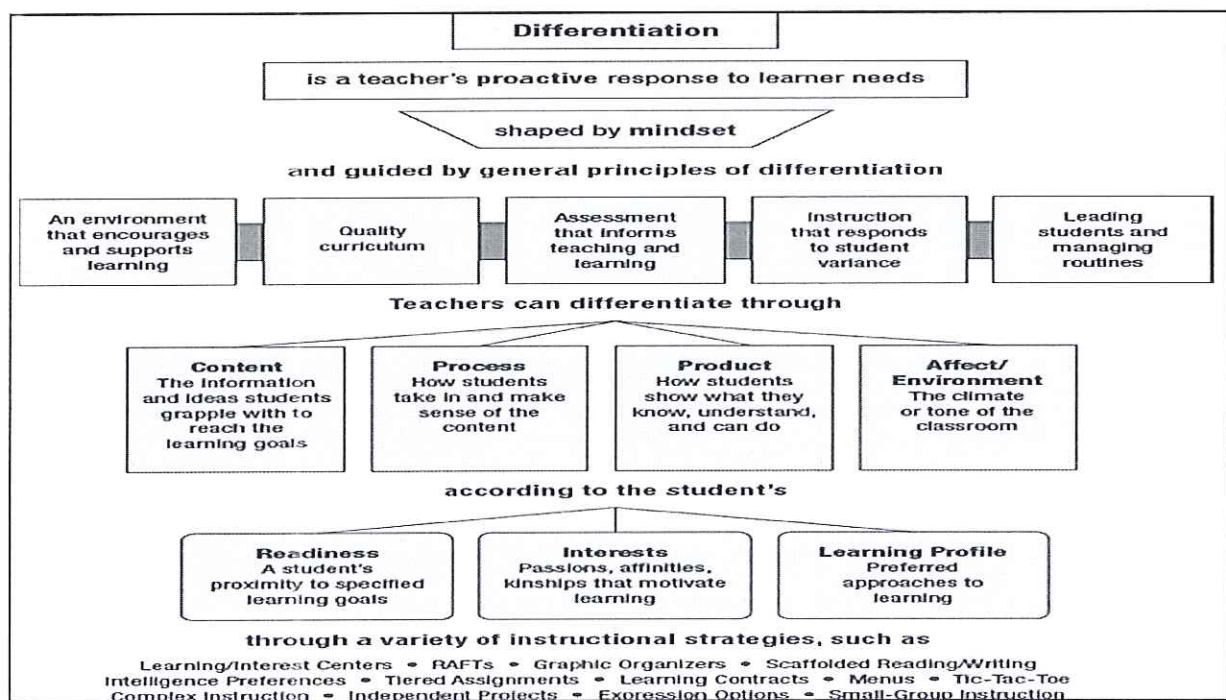 Differentiation
is a teacher's proactive response to learner needs
shaped by mindset
and guided by general principles of differentiation
An environment
that encourages
and supports
learning
Quality
curriculum
Assessment
that informs
teaching and
learning
Instruction
that responds
to student
variance
Leading
students and
managing
routines
Teachers can differentiate through
Content
The information
and ideas students
grapple with to
reach the
learning goals
Process
How students
take in and make
sense of the
content
Product
How students
show what they
know, understand,
and can do
Affect/
Environment
The climate
or tone of the
classroom
according to the student's
Readiness
A student's
proximity to specified
learning goals
Interests
Passions, affinities,
kinships that motivate
learning
Learning Profile
Preferred
approaches to
learning
through a variety of instructional strategies, such as
Learning/Interest Centers • RAFTs • Graphic Organizers • Scaffolded Reading/Writing
Intelligence Preferences • Tiered Assignments • Learning Contracts • Menus • Tic-Tac-Toe
Complex Instruction • Independent Projects • Expression Options • Small-Group Instruction